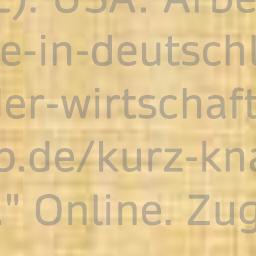 ). USA: Arbe
e-in-deutschl
er-wirtschaft
o.de/kurz-kna
." Online. Zug